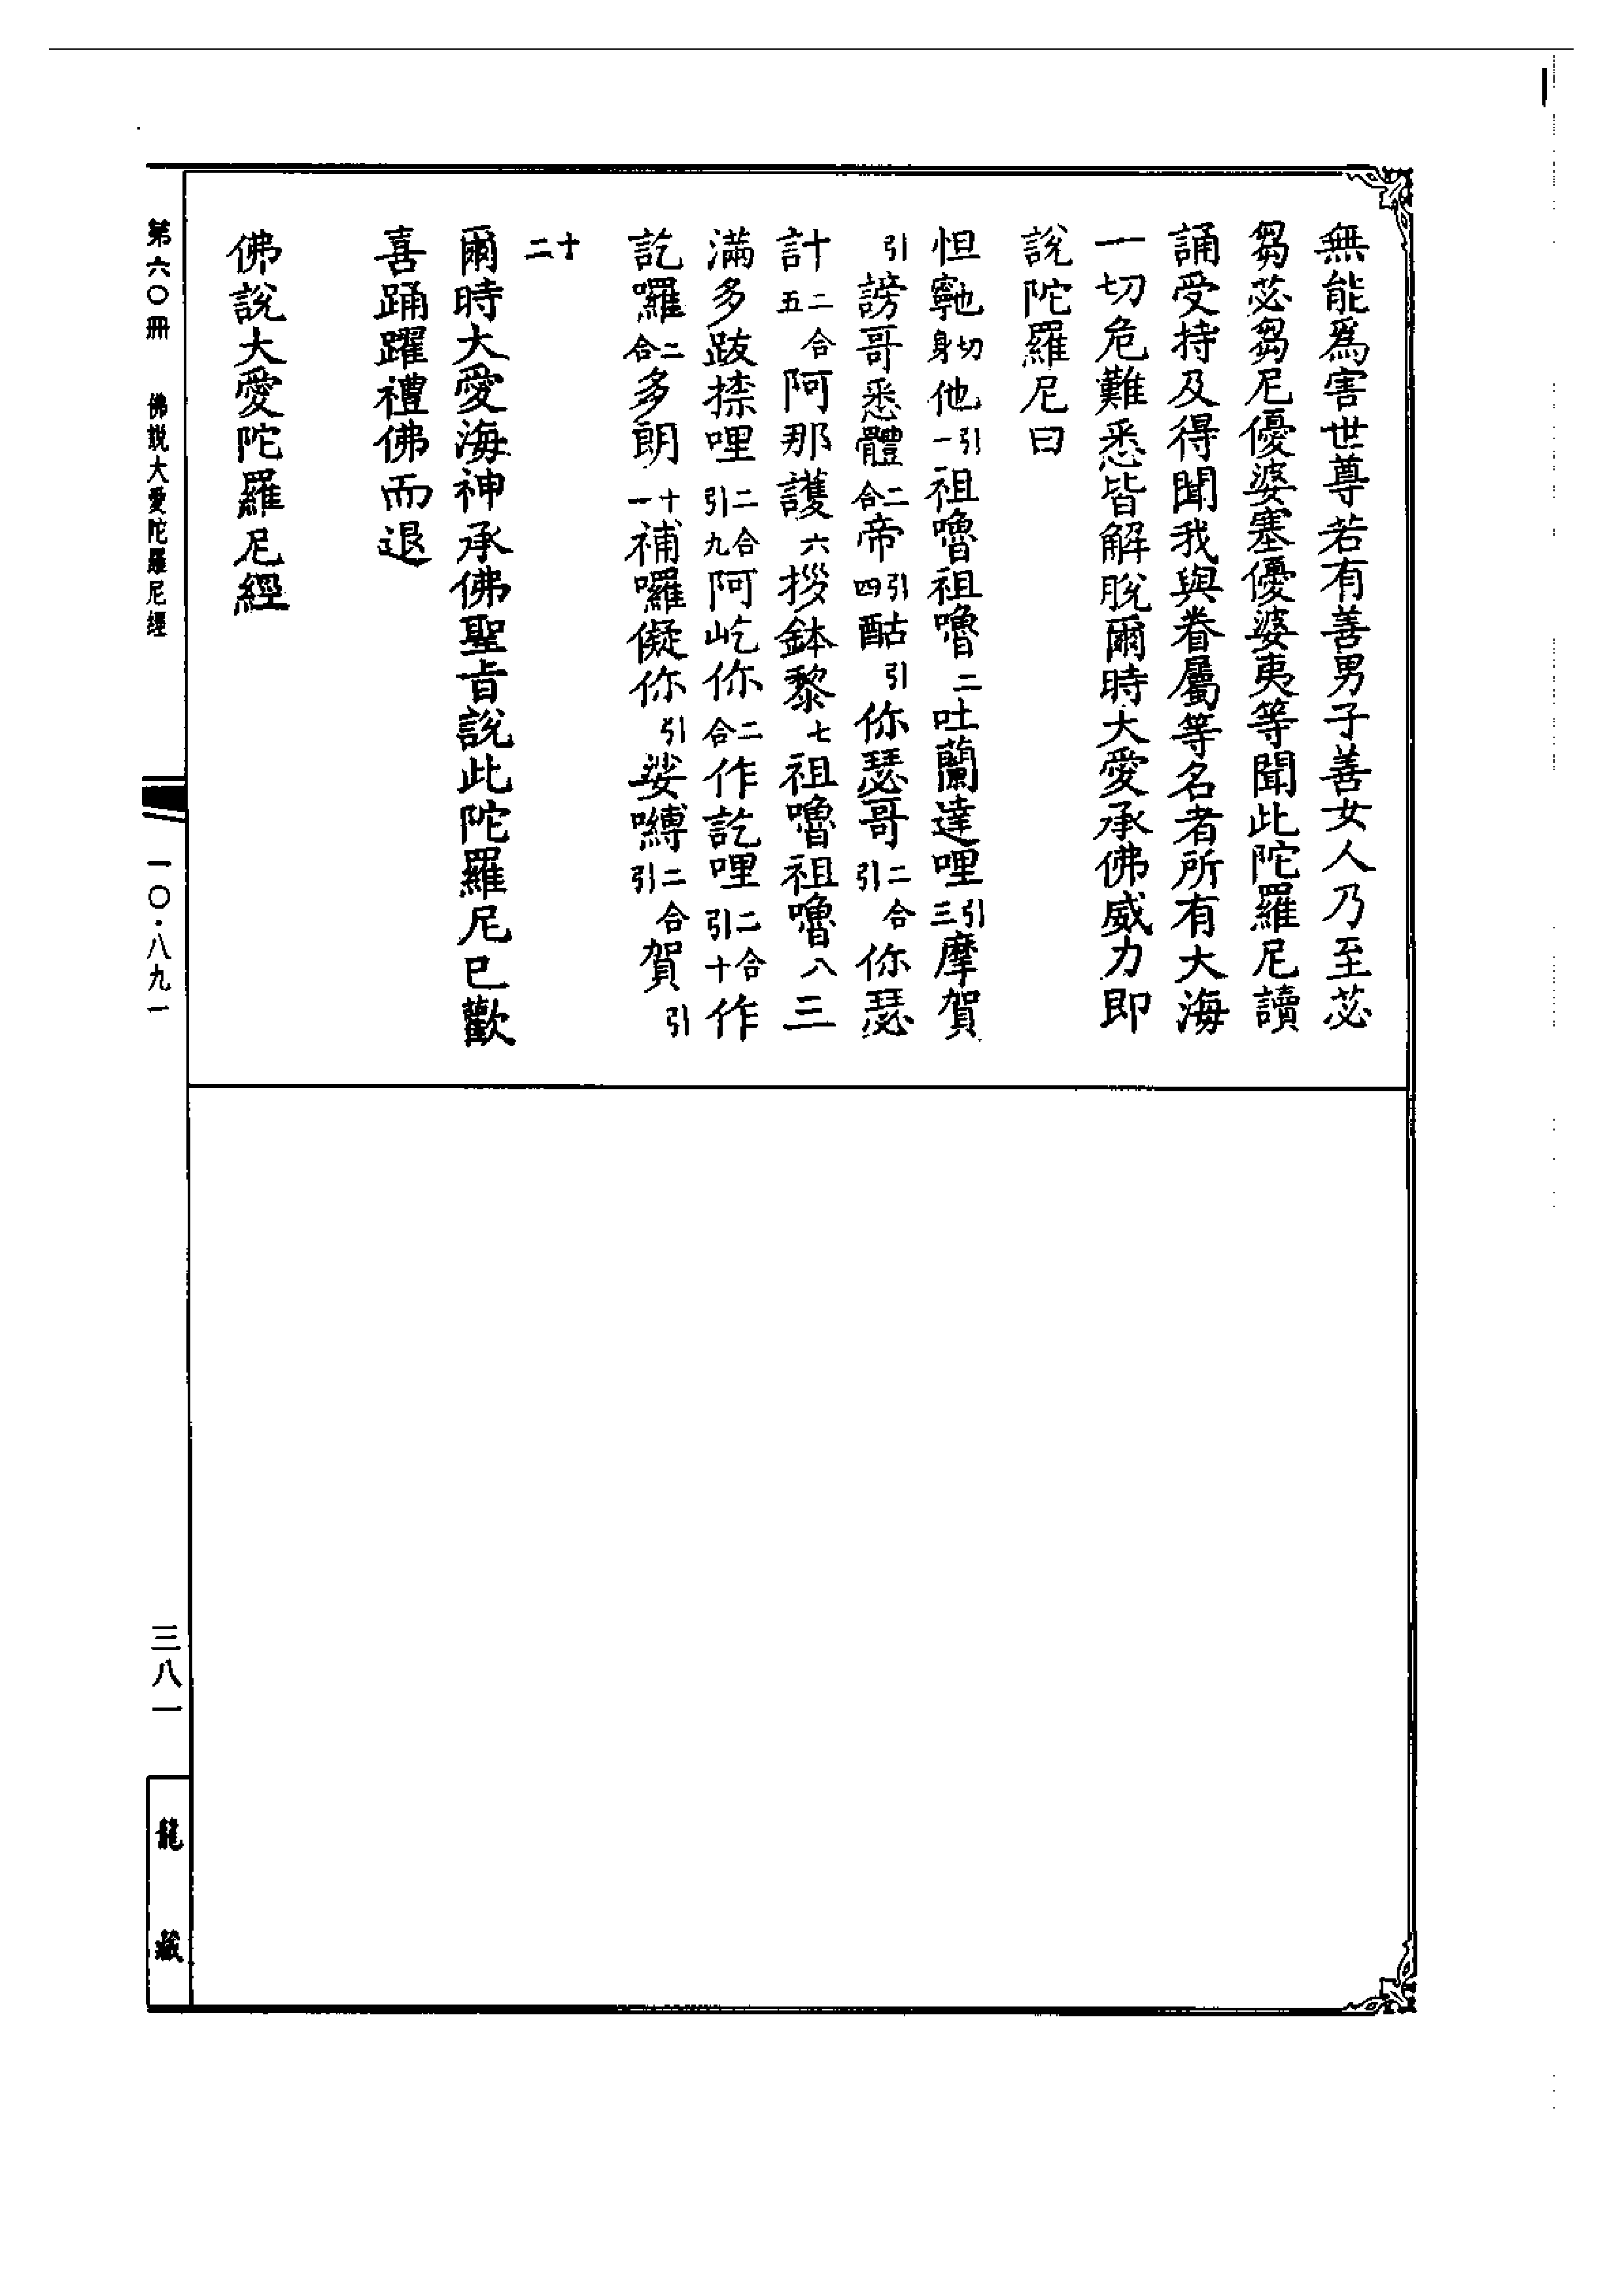 無能爲害世尊若有善男子善女人乃至苾
芻苾芻尼優婆塞優婆夷等聞此陀羅尼讀
誦受持及得聞我與眷屬等名者所有大海
一切危難悉皆解脫爾時大愛承佛威力即
說陀羅尼曰
怛寧也切身他引一祖嚕祖嚕二吐蘭達哩引三摩賀
引謗哥悉體二合帝引四酤引你瑟哥二合引你瑟
計二合五阿那護六拶鉢黎七祖嚕祖嚕八三
滿多跋捺哩二合引九阿屹你二合作訖哩二合引十作
訖囉二合多朗十一補囉儗你引娑嚩二合引賀引
十二
爾時大愛海神承佛聖旨說此陀羅尼已歡
喜踊躍禮佛而退
佛說大愛陀羅尼經
第六〇冊 佛說大愛陀羅尼經
一〇·八九一
三八一
龍藏